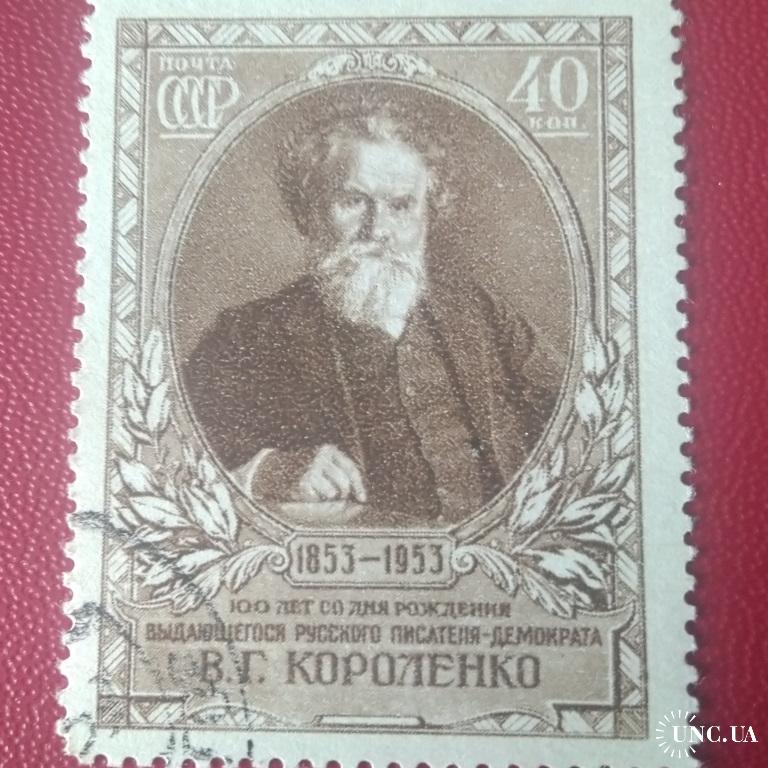 ПОЧТА
СССР
40
КОП.
1853–1953
100 ЛЕТ СО ДНЯ РОЖДЕНИЯ
ВЫДАЮЩЕГОСЯ РУССКОГО ПИСАТЕЛЯ-ДЕМОКРАТА
В.Г. КОРОЛЕНКО
UNC.UA